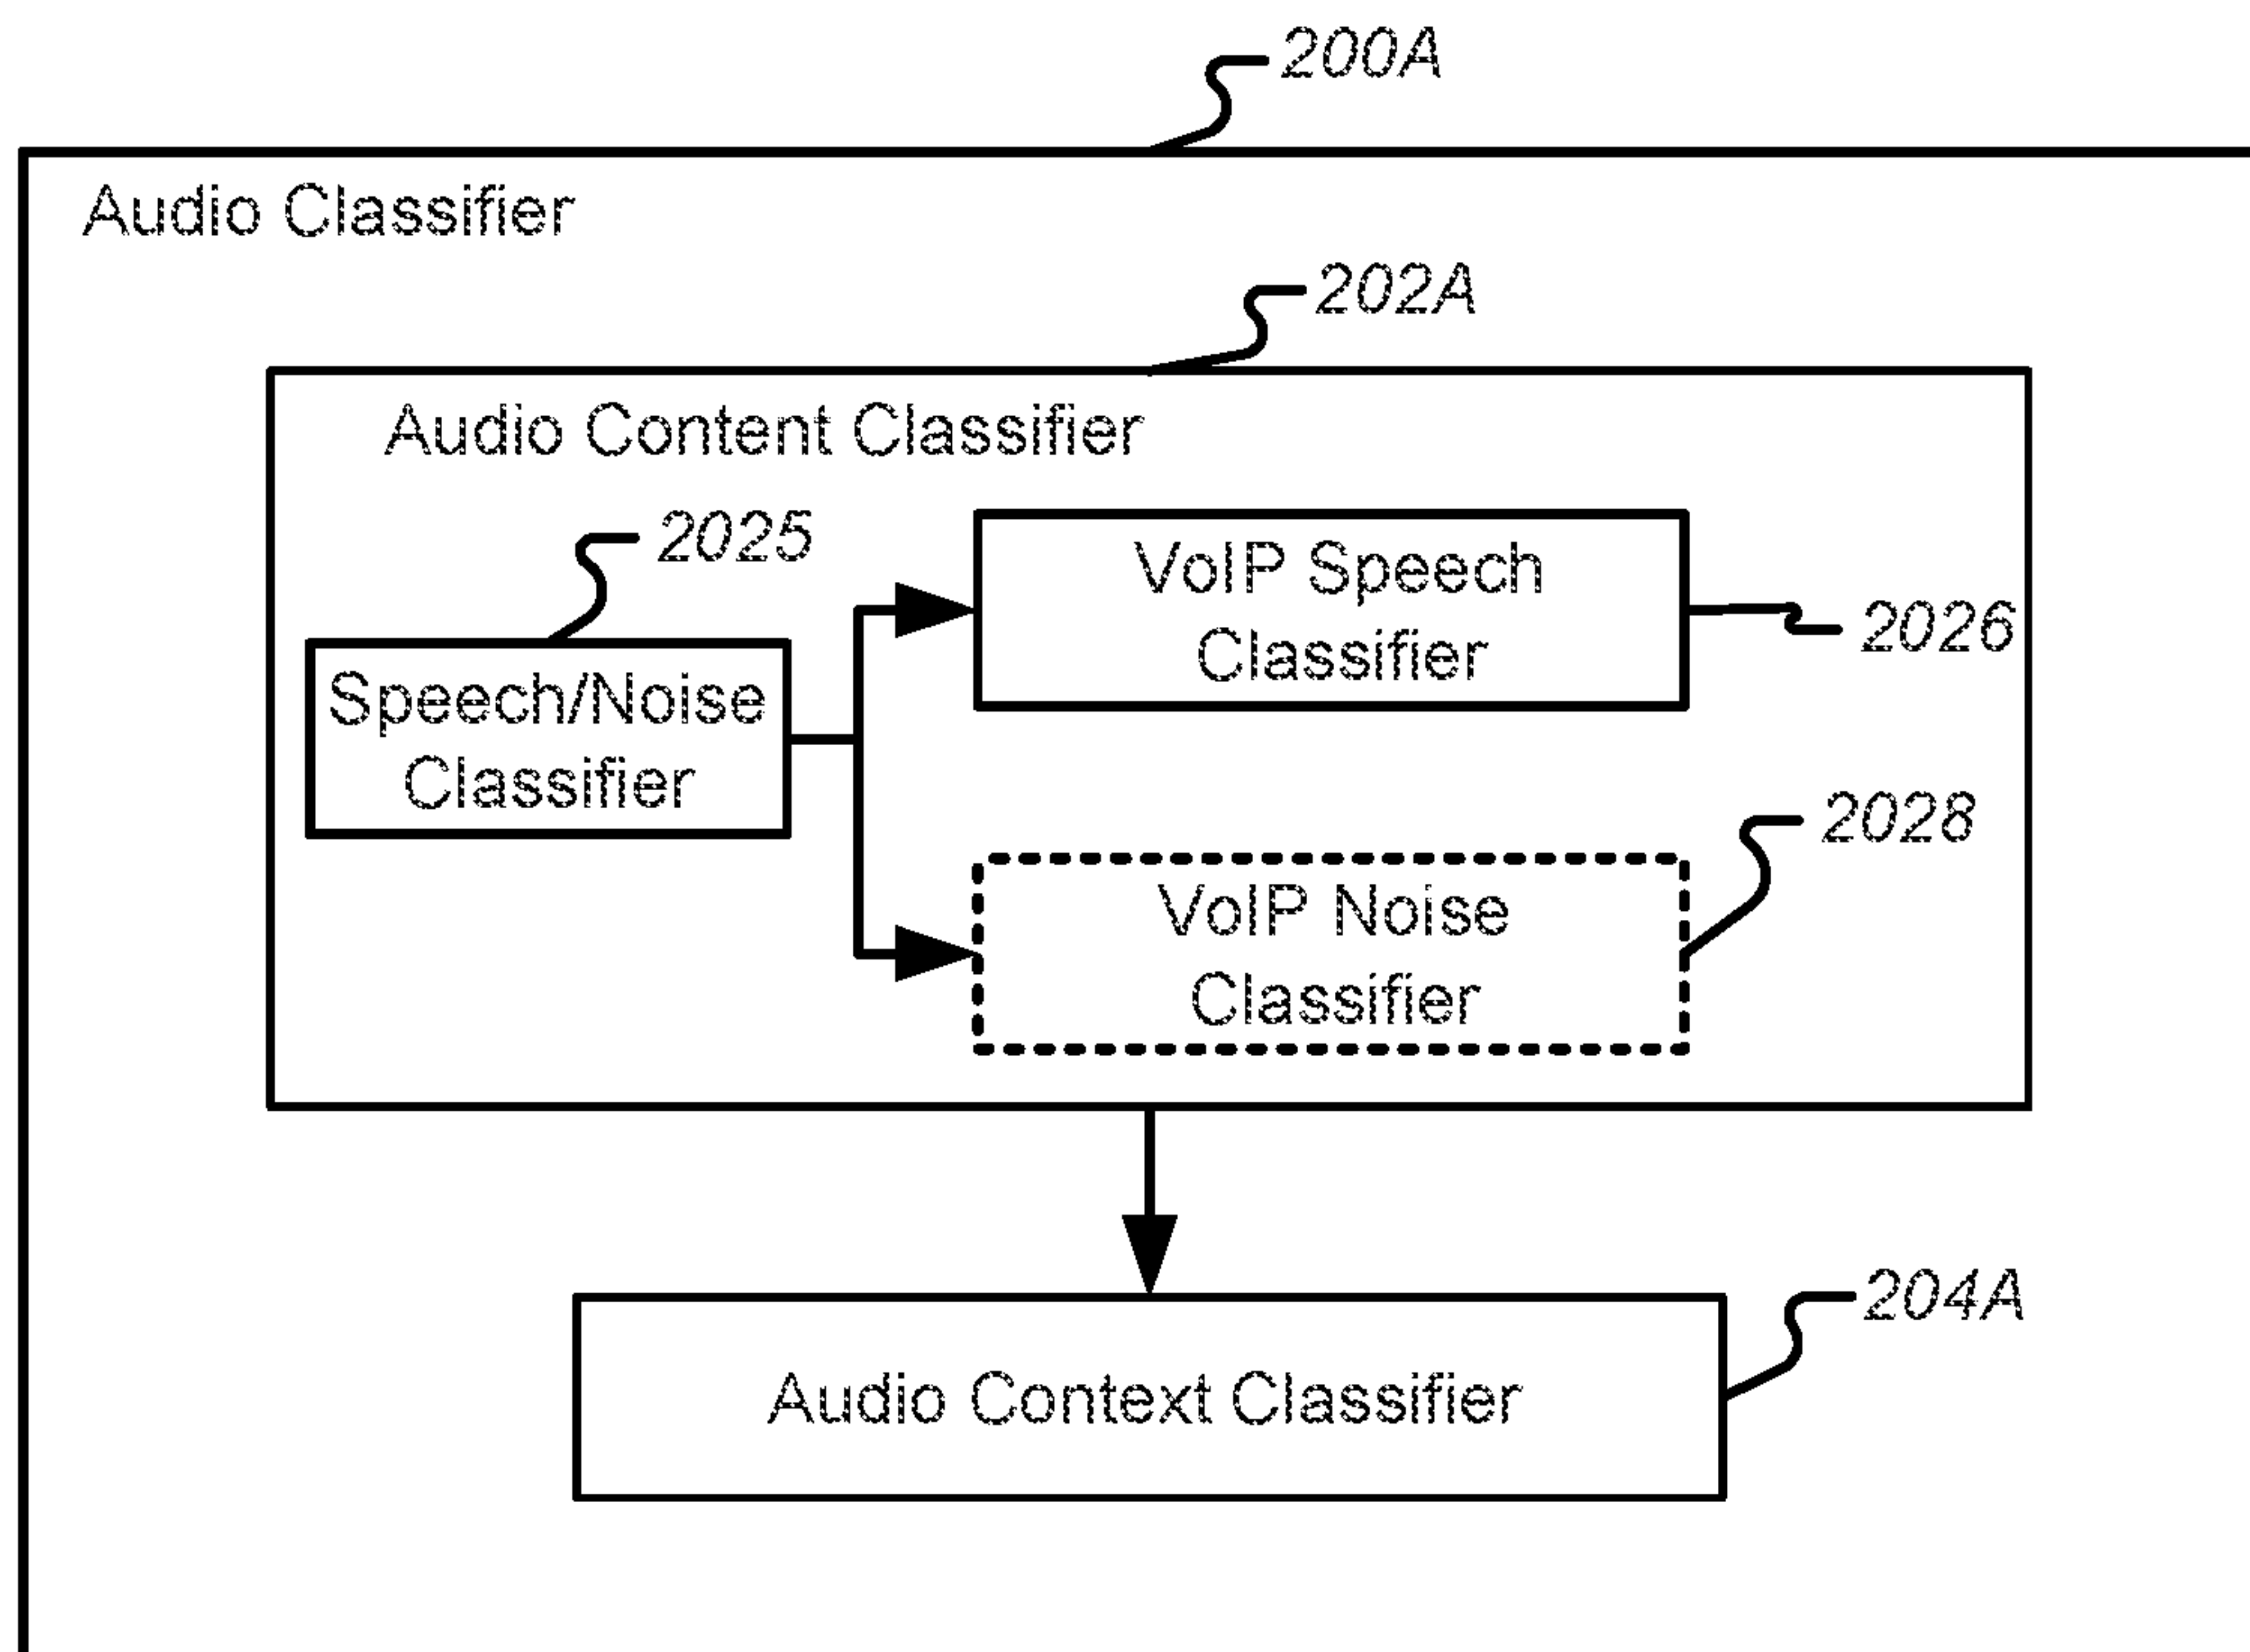 200A
Audio Classifier
202A
Audio Content Classifier
2025
VoIP Speech
Classifier
2026
Speech/Noise
Classifier
2028
VoIP Noise
Classifier
204A
Audio Context Classifier